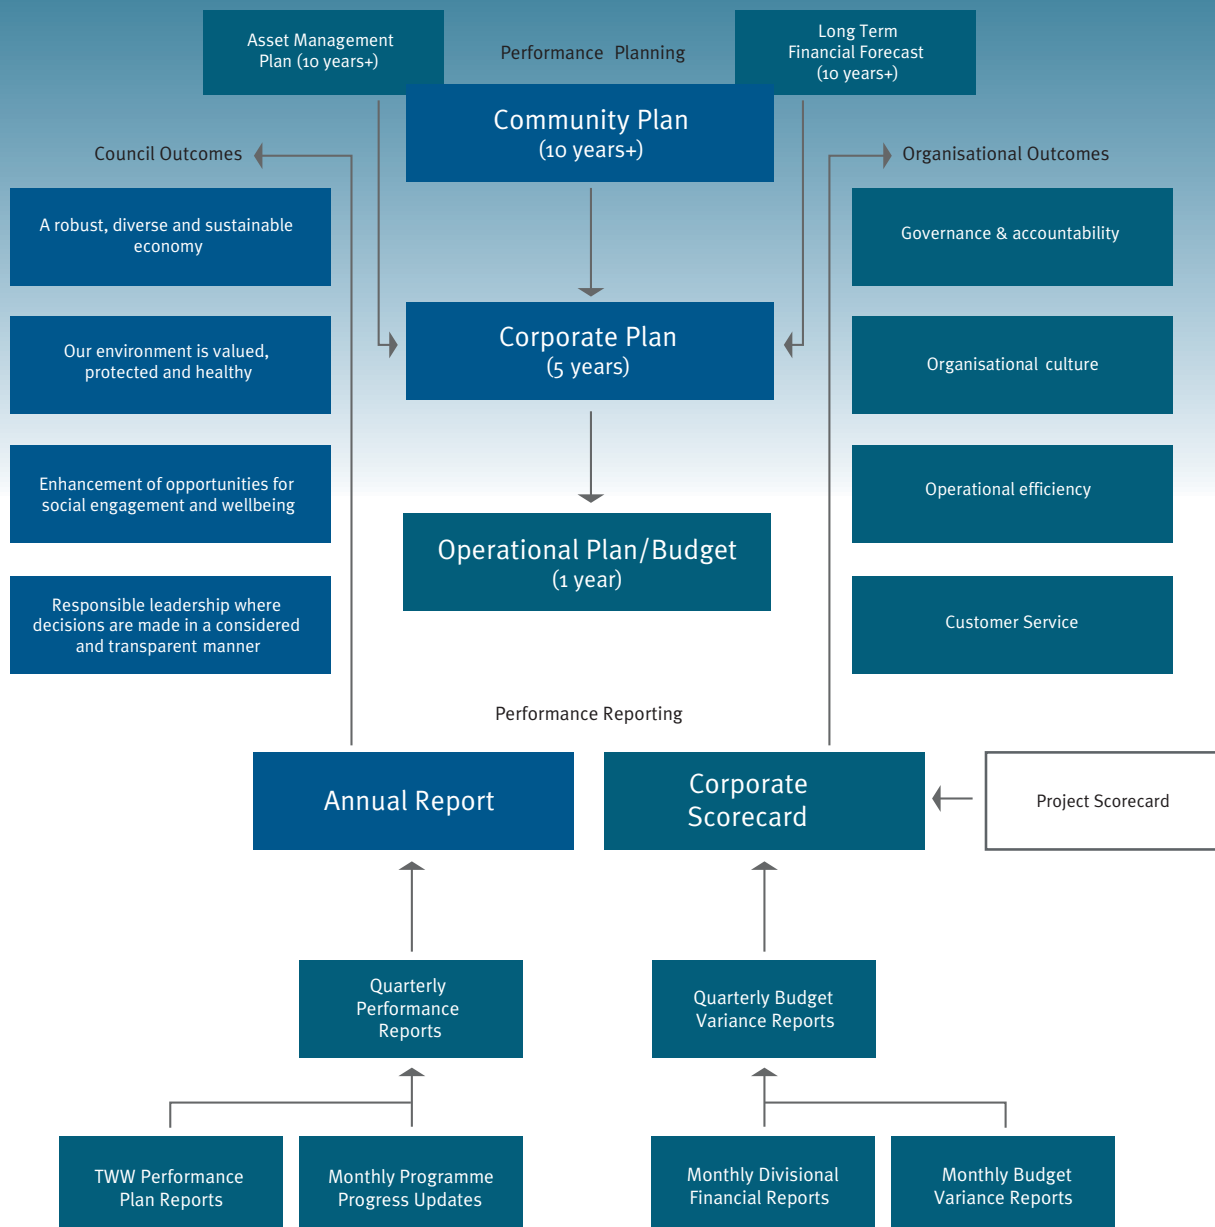 Asset Management
Plan (10 years+)
Performance Planning
Long Term
Financial Forecast
(10 years+)
Community Plan
(10 years+)
Council Outcomes
Organisational Outcomes
A robust, diverse and sustainable
economy
Governance & accountability
Corporate Plan
(5 years)
Our environment is valued,
protected and healthy
Organisational culture
Enhancement of opportunities for
social engagement and wellbeing
Operational efficiency
Operational Plan/Budget
(1 year)
Responsible leadership where
decisions are made in a considered
and transparent manner
Customer Service
Performance Reporting
Annual Report
Corporate
Scorecard
Project Scorecard
Quarterly
Performance
Reports
Quarterly Budget
Variance Reports
TWW Performance
Plan Reports
Monthly Programme
Progress Updates
Monthly Divisional
Financial Reports
Monthly Budget
Variance Reports